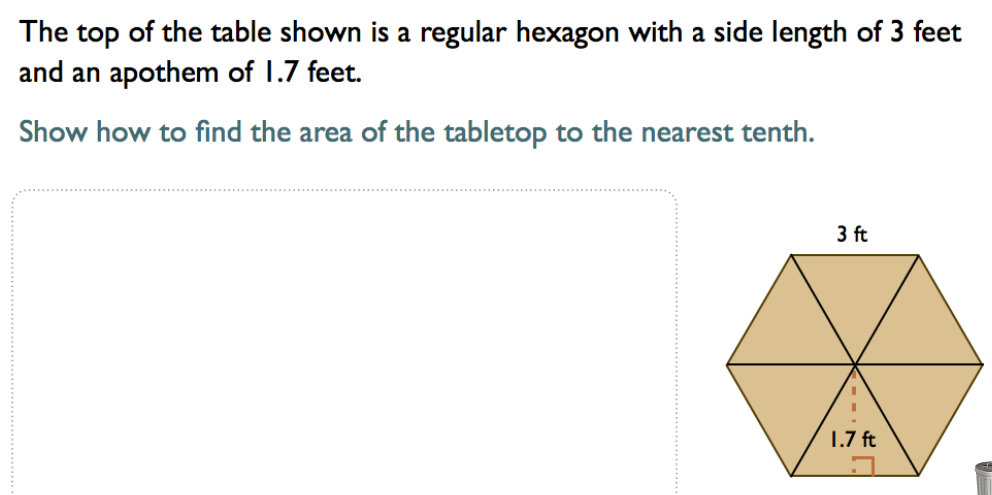 The top of the table shown is a regular hexagon with a side length of 3 feet
and an apothem of 1.7 feet.
Show how to find the area of the tabletop to the nearest tenth.
3 ft
1.7 ft